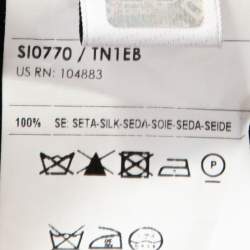 SI0770 / TN1EB
US RN: 104883
100% SE: SETA-SILK-SEDA-SOIE-SEDA-SEIDE
P